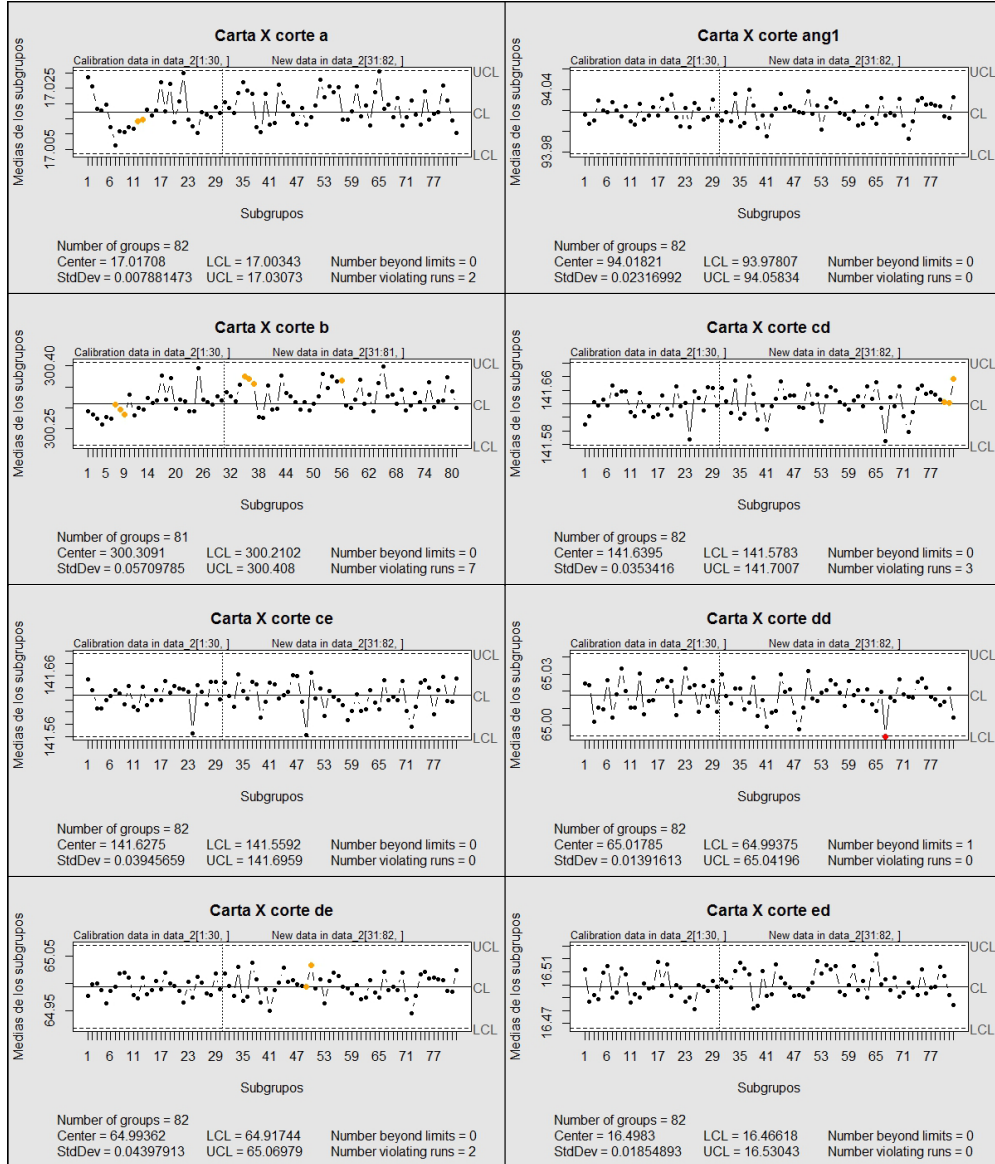 Carta X corte a
Calibration data in data_2[1:30, ] New data in data_2[31:82, ]
Medias de los subgrupos
17.005 17.025
UCL
CL
LCL
1 6 11 17 23 29 35 41 47 53 59 65 71 77
Subgrupos
Number of groups = 82
Center = 17.01708 LCL = 17.00343 Number beyond limits = 0
StdDev = 0.007881473 UCL = 17.03073 Number violating runs = 2
Carta X corte ang1
Calibration data in data_2[1:30, ] New data in data_2[31:82, ]
Medias de los subgrupos
93.98 94.04
UCL
CL
LCL
1 6 11 17 23 29 35 41 47 53 59 65 71 77
Subgrupos
Number of groups = 82
Center = 94.01821 LCL = 93.97807 Number beyond limits = 0
StdDev = 0.02316992 UCL = 94.05834 Number violating runs = 0
Carta X corte b
Calibration data in data_2[1:30, ] New data in data_2[31:81, ]
Medias de los subgrupos
300.25 300.40
UCL
CL
LCL
1 5 9 14 20 26 32 38 44 50 56 62 68 74 80
Subgrupos
Number of groups = 81
Center = 300.3091 LCL = 300.2102 Number beyond limits = 0
StdDev = 0.05709785 UCL = 300.408 Number violating runs = 7
Carta X corte cd
Calibration data in data_2[1:30, ] New data in data_2[31:82, ]
Medias de los subgrupos
141.58 141.66
UCL
CL
LCL
1 6 11 17 23 29 35 41 47 53 59 65 71 77
Subgrupos
Number of groups = 82
Center = 141.6395 LCL = 141.5783 Number beyond limits = 0
StdDev = 0.0353416 UCL = 141.7007 Number violating runs = 3
Carta X corte ce
Calibration data in data_2[1:30, ] New data in data_2[31:82, ]
Medias de los subgrupos
141.56 141.66
UCL
CL
LCL
1 6 11 17 23 29 35 41 47 53 59 65 71 77
Subgrupos
Number of groups = 82
Center = 141.6275 LCL = 141.5592 Number beyond limits = 0
StdDev = 0.03945659 UCL = 141.6959 Number violating runs = 0
Carta X corte dd
Calibration data in data_2[1:30, ] New data in data_2[31:82, ]
Medias de los subgrupos
65.00 65.03
UCL
CL
LCL
1 6 11 17 23 29 35 41 47 53 59 65 71 77
Subgrupos
Number of groups = 82
Center = 65.01785 LCL = 64.99375 Number beyond limits = 1
StdDev = 0.01391613 UCL = 65.04196 Number violating runs = 0
Carta X corte de
Calibration data in data_2[1:30, ] New data in data_2[31:82, ]
Medias de los subgrupos
64.95 65.05
UCL
CL
LCL
1 6 11 17 23 29 35 41 47 53 59 65 71 77
Subgrupos
Number of groups = 82
Center = 64.99362 LCL = 64.91744 Number beyond limits = 0
StdDev = 0.04397913 UCL = 65.06979 Number violating runs = 2
Carta X corte ed
Calibration data in data_2[1:30, ] New data in data_2[31:82, ]
Medias de los subgrupos
16.47 16.51
UCL
CL
LCL
1 6 11 17 23 29 35 41 47 53 59 65 71 77
Subgrupos
Number of groups = 82
Center = 16.4983 LCL = 16.46618 Number beyond limits = 0
StdDev = 0.01854893 UCL = 16.53043 Number violating runs = 0